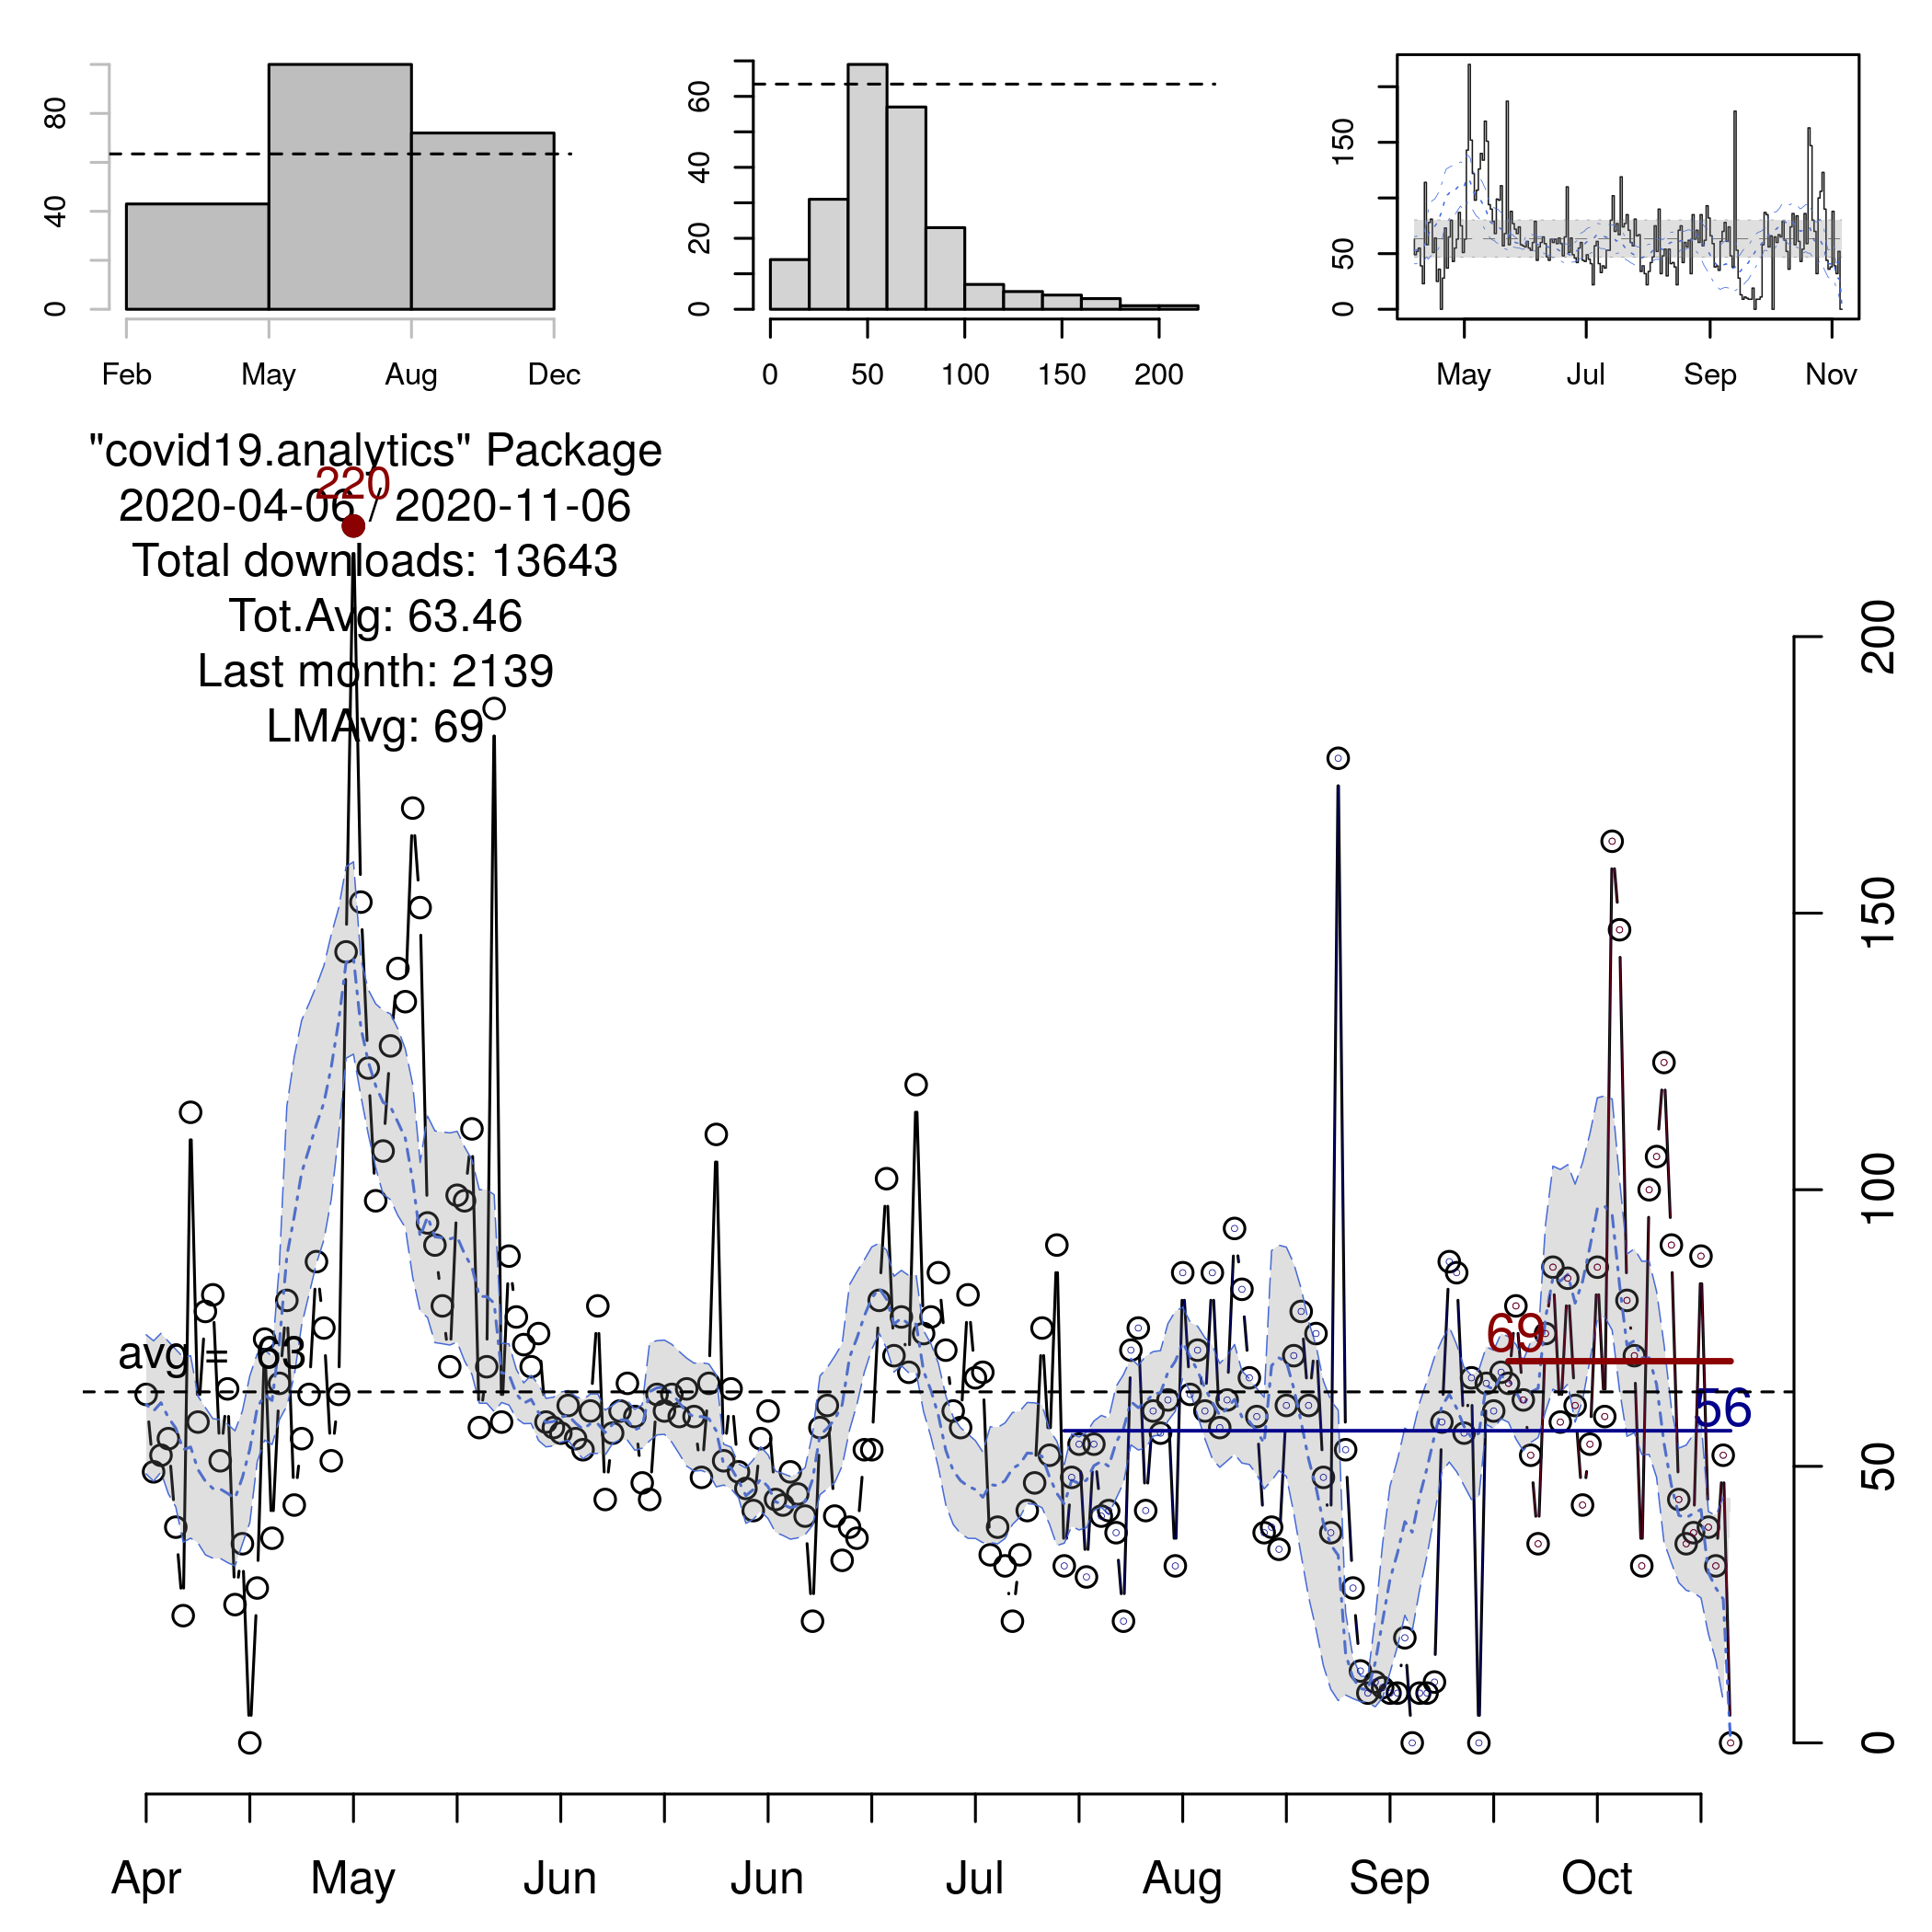 80
40
0
Feb May Aug Dec
60
40
20
0
0 50 100 150 200
150
50
0
May Jul Sep Nov
"covid19.analytics" Package
220
2020-04-06 / 2020-11-06
Total downloads: 13643
Tot.Avg: 63.46
Last month: 2139
LMAvg: 69
avg = 63
69
56
200
150
100
50
0
Apr May Jun Jun Jul Aug Sep Oct